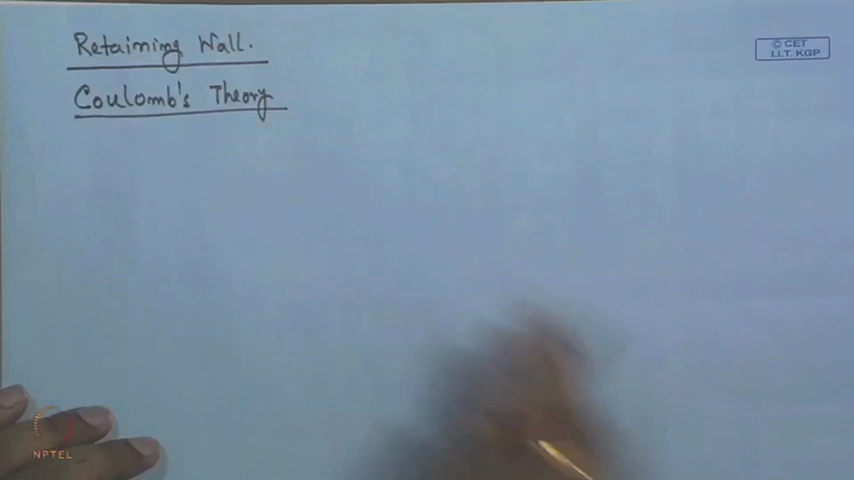 Retaining Wall.
Coulomb's Theory
© CET
I.I.T. KGP
NPTEL